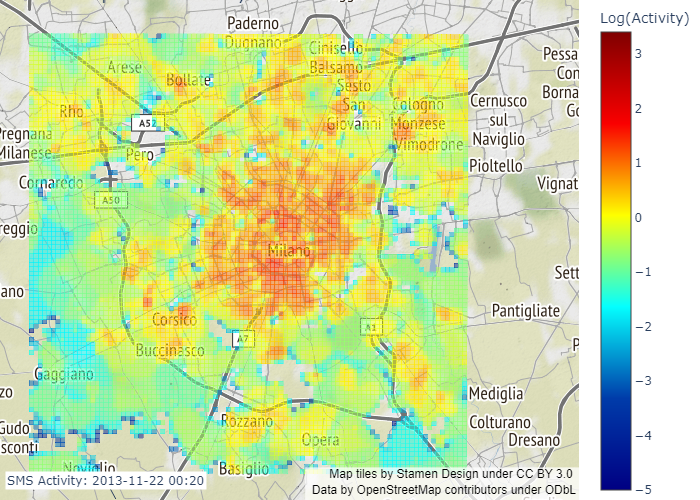 Log(Activity)
3
2
1
0
−1
−2
−3
−4
−5
Paderno
Dugnano
Cinisello
Balsamo
Arese
Bollate
Sesto
San
Giovanni
Rho
A52
Cologno
Monzese
Vimodrone
Pessa
Con
Borna
Go
Cernusco
sul
Naviglio
Pregnana
Milanese
Pero
Pioltello
Cornaredo
Vignat
A50
reggio
Milano
Sett
ano
Pantigliate
Corsico
A7
A1
Buccinasco
Gaggiano
Mediglia
Rozzano
Colturano
Gudo
sconti
Opera
Dresano
Noviglio
Basiglio
SMS Activity: 2013-11-22 00:20
Map tiles by Stamen Design under CC BY 3.0
Data by OpenStreetMap contributors under ODbL